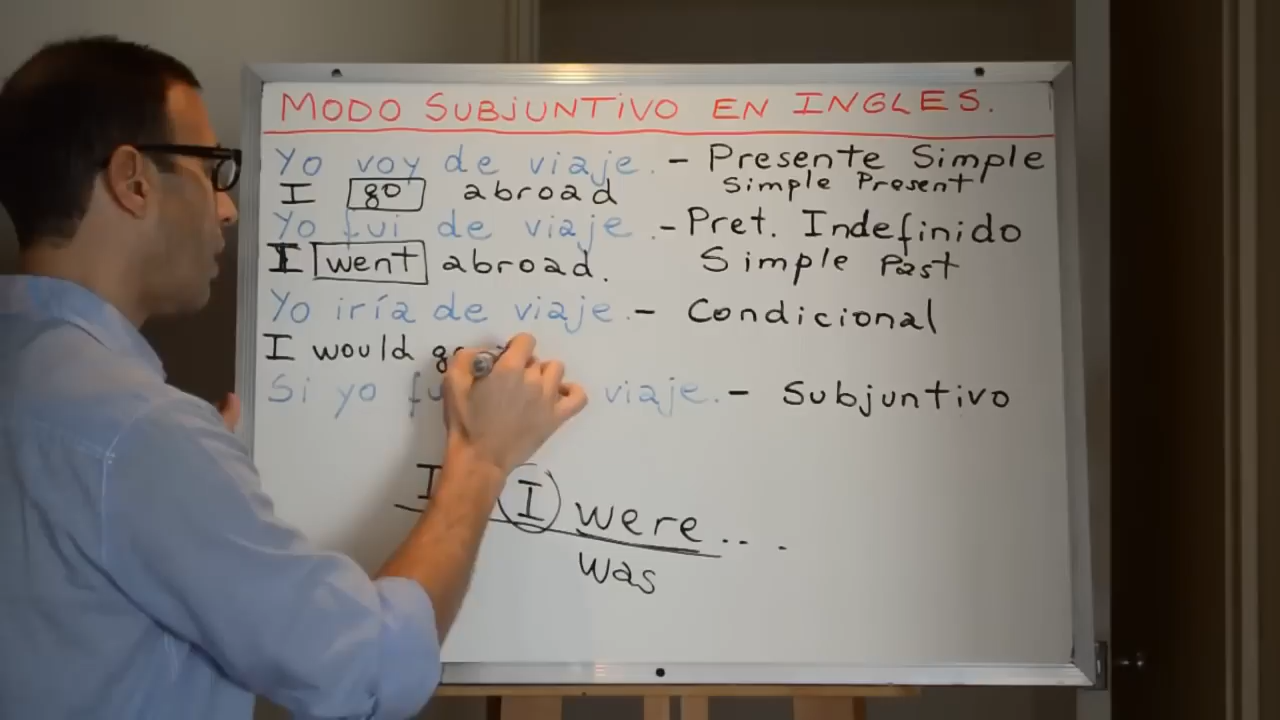 MODO SUBJUNTIVO EN INGLES.
Yo voy de viaje. - Presente Simple
I go abroad Simple Present
Yo fui de viaje. - Pret. Indefinido
I went abroad. Simple Past
Yo iría de viaje. - Condicional
I would
Si yo viaje. - Subjuntivo
I I were...
was